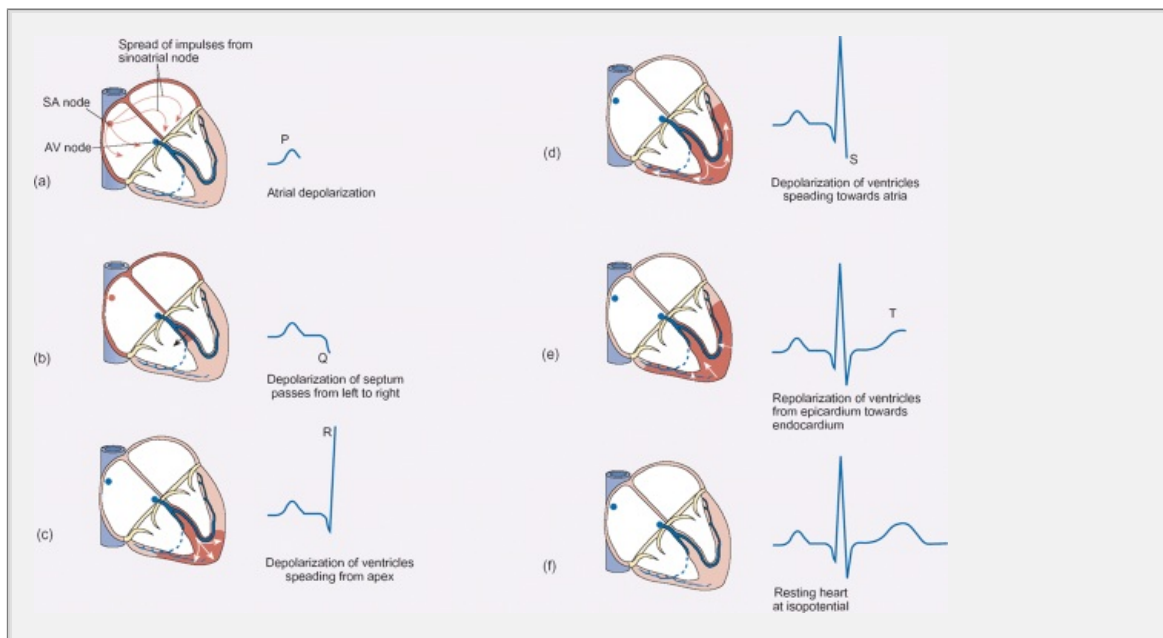 Spread of impulses from
sinoatrial node
SA node
AV node
(a)
P
Atrial depolarization
(b)
Q
Depolarization of septum
passes from left to right
(c)
R
Depolarization of ventricles
speading from apex
(d)
S
Depolarization of ventricles
speading towards atria
(e)
T
Repolarization of ventricles
from epicardium towards
endocardium
(f)
Resting heart
at isopotential